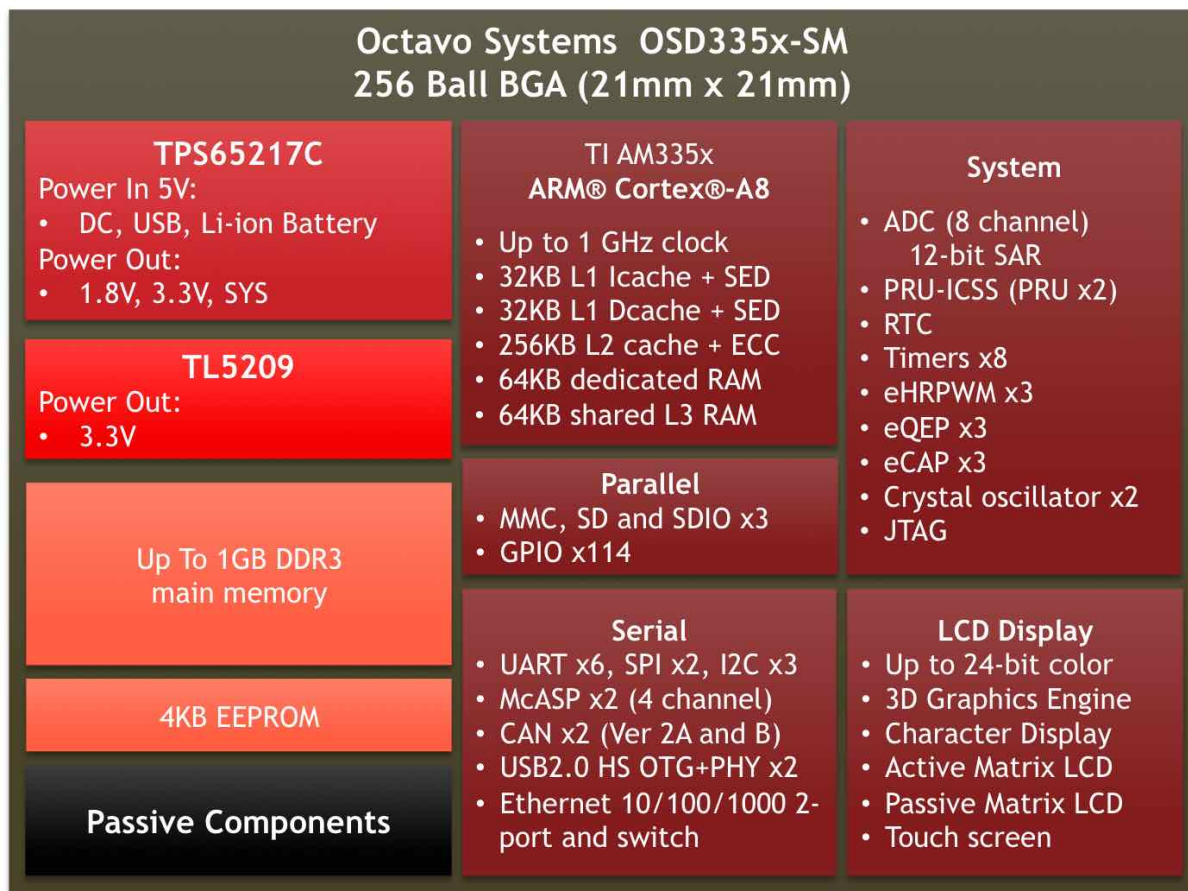 Octavo Systems OSD335x-SM
256 Ball BGA (21mm x 21mm)
TPS65217C
Power In 5V:
• DC, USB, Li-ion Battery
Power Out:
• 1.8V, 3.3V, SYS
TL5209
Power Out:
• 3.3V
Up To 1GB DDR3
main memory
4KB EEPROM
Passive Components
TI AM335x
ARM® Cortex®-A8
• Up to 1 GHz clock
• 32KB L1 Icache + SED
• 32KB L1 Dcache + SED
• 256KB L2 cache + ECC
• 64KB dedicated RAM
• 64KB shared L3 RAM
Parallel
• MMC, SD and SDIO x3
• GPIO x114
Serial
• UART x6, SPI x2, I2C x3
• McASP x2 (4 channel)
• CAN x2 (Ver 2A and B)
• USB2.0 HS OTG+PHY x2
• Ethernet 10/100/1000 2-
port and switch
System
• ADC (8 channel)
12-bit SAR
• PRU-ICSS (PRU x2)
• RTC
• Timers x8
• eHRPWM x3
• eQEP x3
• eCAP x3
• Crystal oscillator x2
• JTAG
LCD Display
• Up to 24-bit color
• 3D Graphics Engine
• Character Display
• Active Matrix LCD
• Passive Matrix LCD
• Touch screen